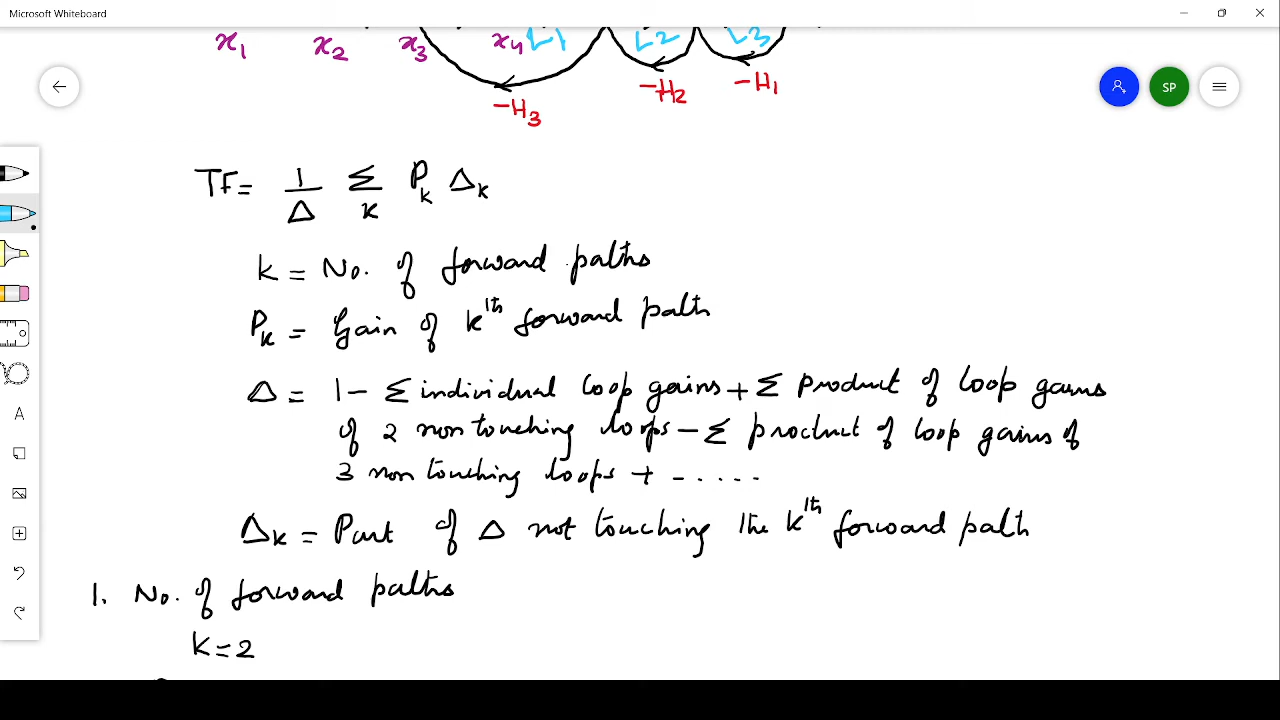 Microsoft Whiteboard
x1 x2 x3 x4 L1 L2 L3
-H3 -H2 -H1
SP
TF= 1/Δ Σ_k P_k Δ_k
k = No. of forward paths
P_k = Gain of k^th forward path
Δ = 1 - Σ individual loop gains + Σ product of loop gains
of 2 non touching loops - Σ product of loop gains of
3 non touching loops + - .....
Δ_k = Part of Δ not touching the k^th forward path
1. No. of forward paths
K=2
A